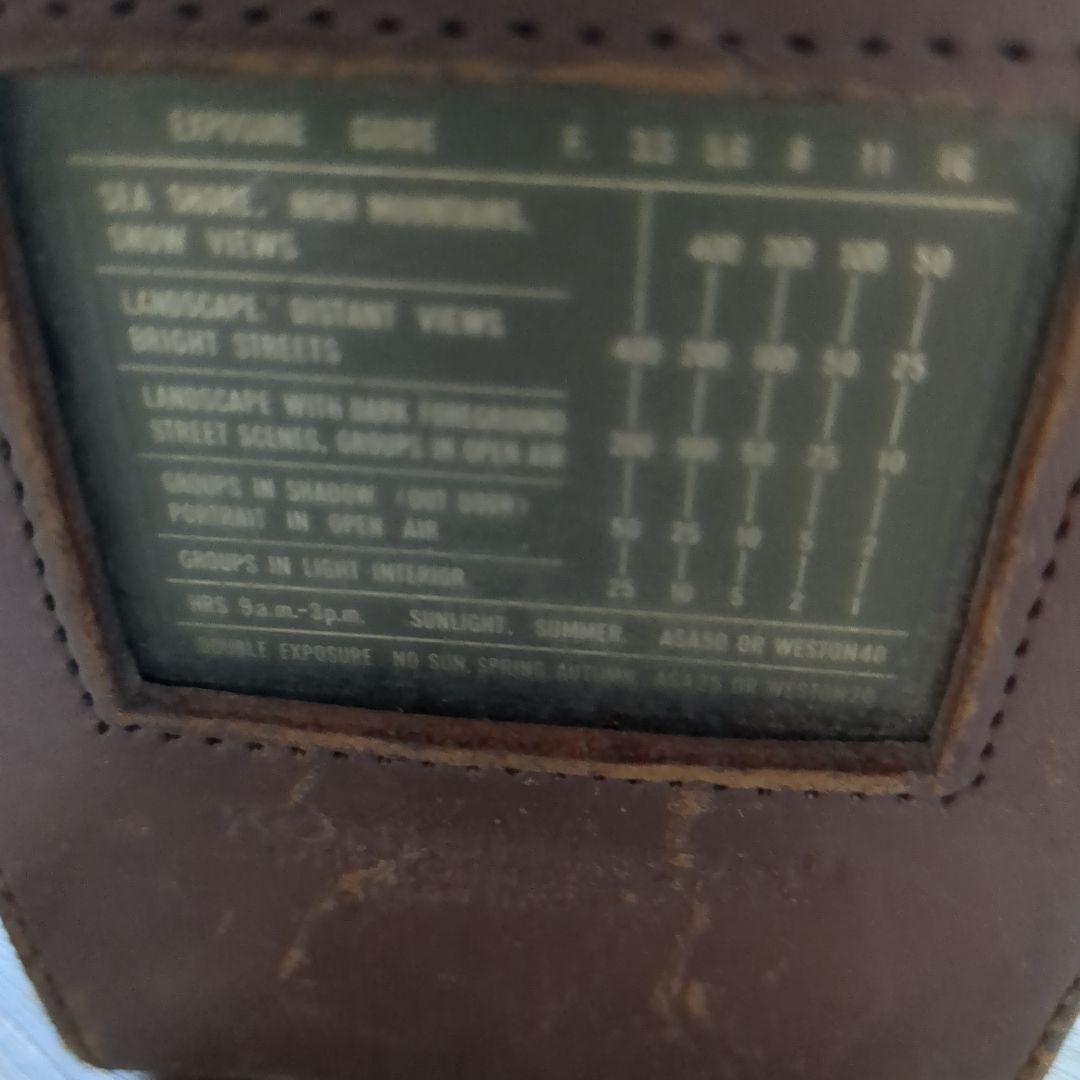 EXPOSURE GUIDE F. 3.5 5.6 8 11 16
SEA SHORE, HIGH MOUNTAINS,
SNOW VIEWS 400 200 100 50
LANDSCAPE, DISTANT VIEWS
BRIGHT STREETS 400 200 100 50 25
LANDSCAPE WITH DARK FOREGROUND
STREET SCENES, GROUPS IN OPEN AIR 200 100 50 25 10
GROUPS IN SHADOW (OUT DOOR)
PORTRAIT IN OPEN AIR 50 25 10 5 2
GROUPS IN LIGHT INTERIOR 25 10 5 2 1
HRS 9a.m.-3p.m. SUNLIGHT, SUMMER. ASA50 OR WESTON40
DOUBLE EXPOSURE NO SUN, SPRING AUTUMN, ASA25 OR WESTON20